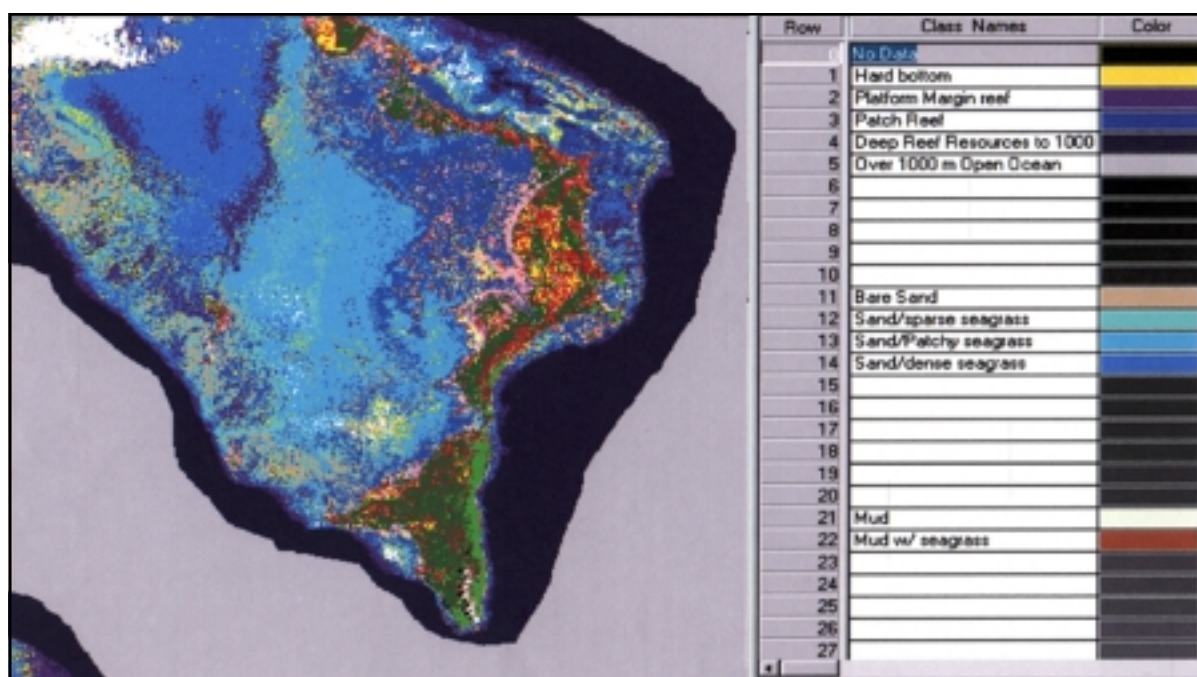 Row Class Names Color
0 No Data
1 Hard bottom
2 Platform Margin reef
3 Patch Reef
4 Deep Reef Resources to 1000
5 Over 1000 m Open Ocean
6
7
8
9
10
11 Bare Sand
12 Sand/sparse seagrass
13 Sand/Patchy seagrass
14 Sand/dense seagrass
15
16
17
18
19
20
21 Mud
22 Mud w/ seagrass
23
24
25
26
27